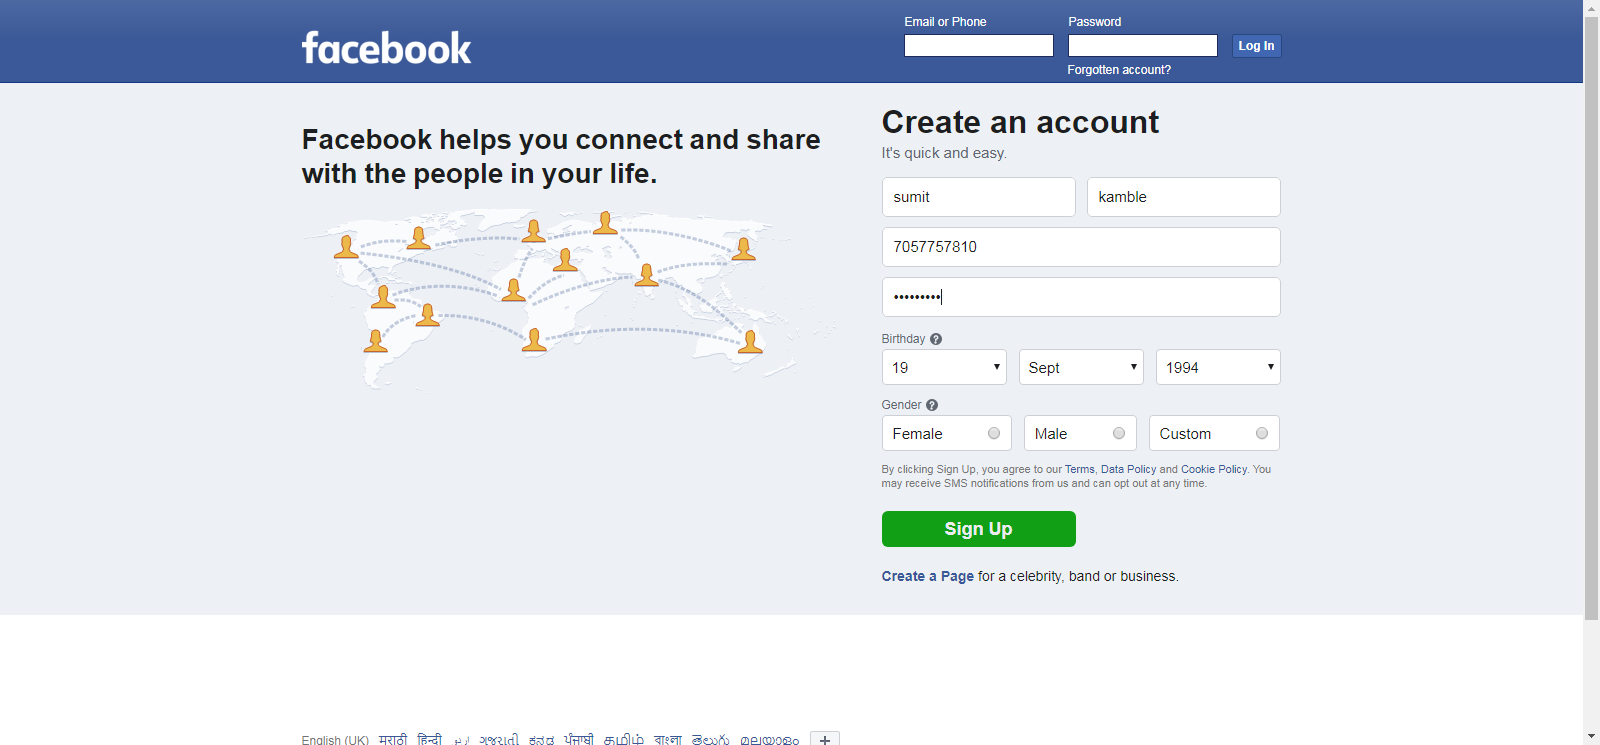 facebook
Email or Phone
Password
Log In
Forgotten account?
Facebook helps you connect and share
with the people in your life.
Create an account
It's quick and easy.
sumit
kamble
7057757810
•••••••••
Birthday ?
19
Sept
1994
Gender ?
Female
Male
Custom
By clicking Sign Up, you agree to our Terms, Data Policy and Cookie Policy. You
may receive SMS notifications from us and can opt out at any time.
Sign Up
Create a Page for a celebrity, band or business.
English (UK) मराठी हिन्दी اردو ગુજરાતી ಕನ್ನಡ ਪੰਜਾਬੀ தமிழ் বাংলা తెలుగు മലയാളം +